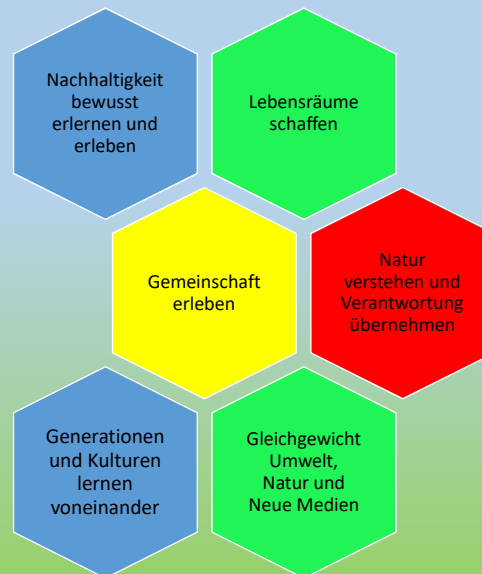 Nachhaltigkeit
bewusst
erlernen und
erleben
Lebensräume
schaffen
Gemeinschaft
erleben
Natur
verstehen und
Verantwortung
übernehmen
Generationen
und Kulturen
lernen
voneinander
Gleichgewicht
Umwelt,
Natur und
Neue Medien